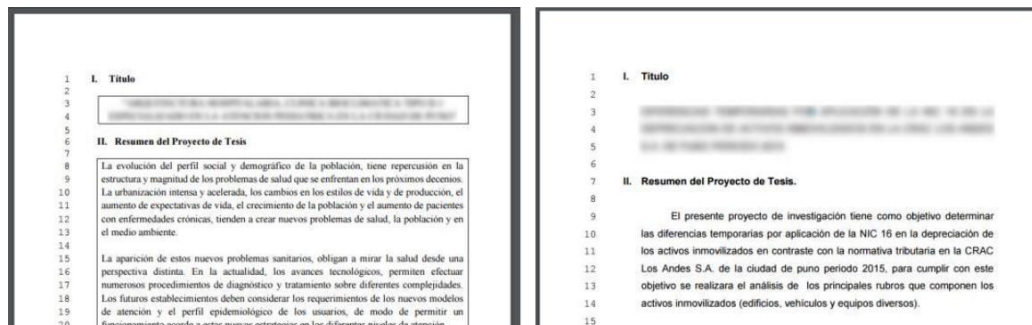 1 I. Título
2
3
4
5
6 II. Resumen del Proyecto de Tesis
7
8 La evolución del perfil social y demográfico de la población, tiene repercusión en la
9 estructura y magnitud de los problemas de salud que se enfrentan en los próximos decenios.
10 La urbanización intensa y acelerada, los cambios en los estilos de vida y de producción, el
11 aumento de expectativas de vida, el crecimiento de la población y el aumento de pacientes
12 con enfermedades crónicas, tienden a crear nuevos problemas de salud, la población y en
13 el medio ambiente.
14
15 La aparición de estos nuevos problemas sanitarios, obligan a mirar la salud desde una
16 perspectiva distinta. En la actualidad, los avances tecnológicos, permiten efectuar
17 numerosos procedimientos de diagnóstico y tratamiento sobre diferentes complejidades.
18 Los futuros establecimientos deben considerar los requerimientos de los nuevos modelos
19 de atención y el perfil epidemiológico de los usuarios, de modo de permitir un
20 funcionamiento acorde a estas nuevas estrategias en los diferentes niveles de atención.
1 I. Titulo
2
3
4
5
6
7 II. Resumen del Proyecto de Tesis.
8
9 El presente proyecto de investigación tiene como objetivo determinar
10 las diferencias temporarias por aplicación de la NIC 16 en la depreciación de
11 los activos inmovilizados en contraste con la normativa tributaria en la CRAC
12 Los Andes S.A. de la ciudad de puno periodo 2015, para cumplir con este
13 objetivo se realizara el análisis de los principales rubros que componen los
14 activos inmovilizados (edificios, vehículos y equipos diversos).
15